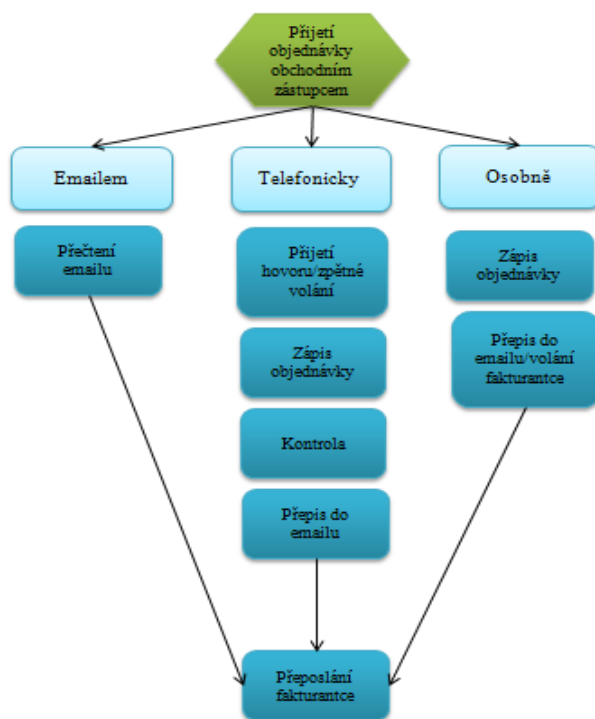 Přijetí
objednávky
obchodním
zástupcem
Emailem
Telefonicky
Osobně
Přečtení
emailu
Přijetí
hovoru/zpětné
volání
Zápis
objednávky
Zápis
objednávky
Přepis do
emailu/volání
fakturantce
Kontrola
Přepis do
emailu
Přeposlání
fakturantce